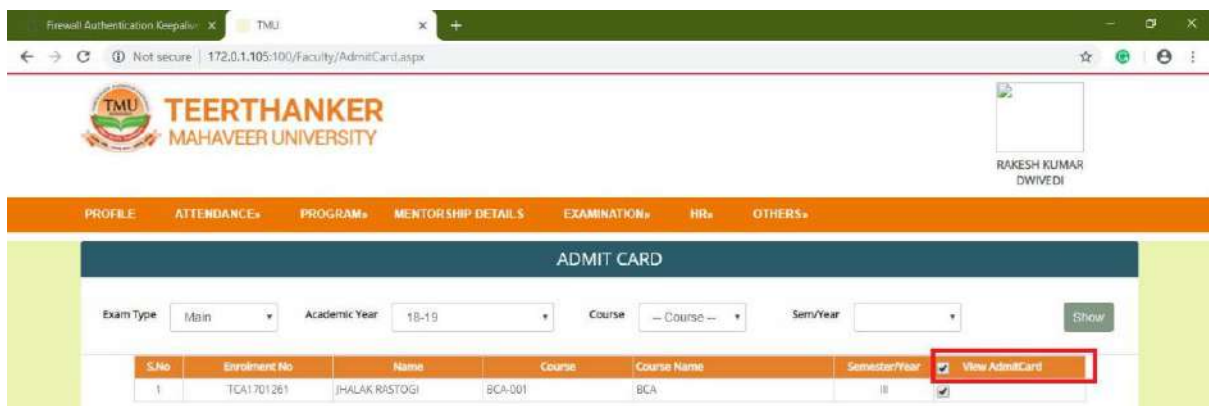 Firewall Authentication Keepaliv
TMU
Not secure | 172.0.1.105:100/Faculty/AdmitCard.aspx
TMU
TEERTHANKER
MAHAVEER UNIVERSITY
RAKESH KUMAR
DWIVEDI
PROFILE ATTENDANCE» PROGRAM» MENTORSHIP DETAILS EXAMINATION» HR» OTHERS»
ADMIT CARD
Exam Type Main Academic Year 18-19 Course -- Course -- Sem/Year Show
S.No Enrolment No Name Course Course Name Semester/Year View AdmitCard
1 TCA1701261 JHALAK RASTOGI BCA-001 BCA III